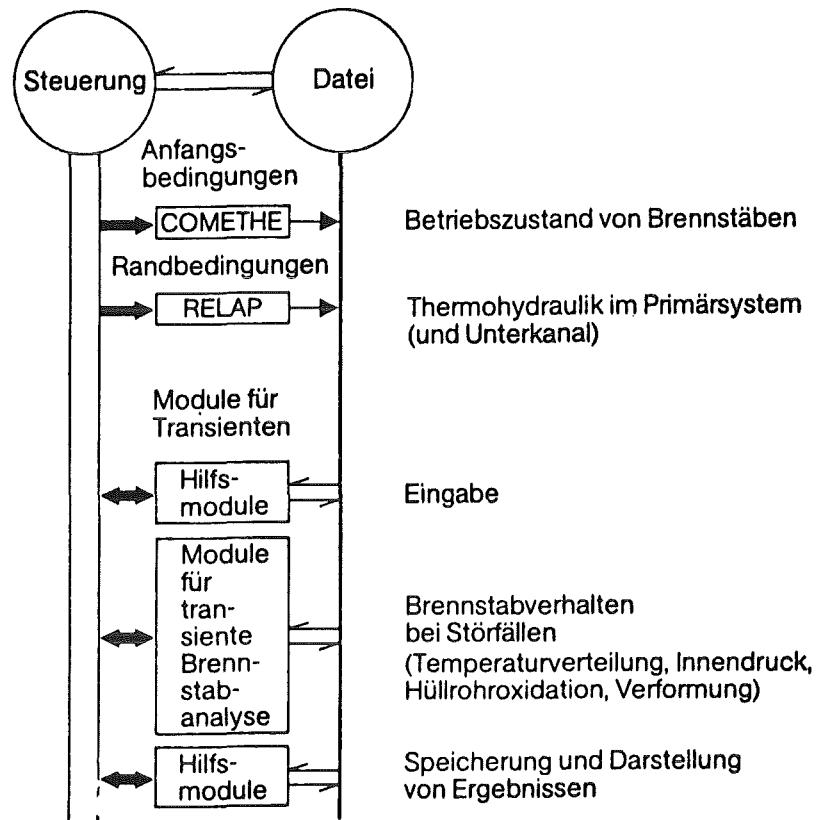 Steuerung
Datei
Anfangs-
bedingungen
COMETHE
Betriebszustand von Brennstäben
Randbedingungen
RELAP
Thermohydraulik im Primärsystem
(und Unterkanal)
Module für
Transienten
Hilfs-
module
Eingabe
Module
für
tran-
siente
Brenn-
stab-
analyse
Brennstabverhalten
bei Störfällen
(Temperaturverteilung, Innendruck,
Hüllrohroxidation, Verformung)
Hilfs-
module
Speicherung und Darstellung
von Ergebnissen